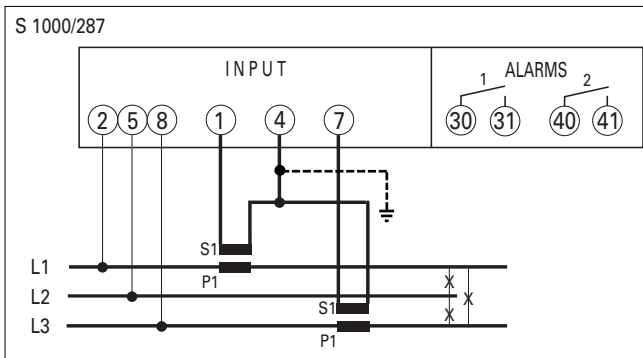 S 1000/287
INPUT
ALARMS
1 2
2 5 8 1 4 7 30 31 40 41
S1
L1
P1
L2
S1
L3
P1
X
X
X